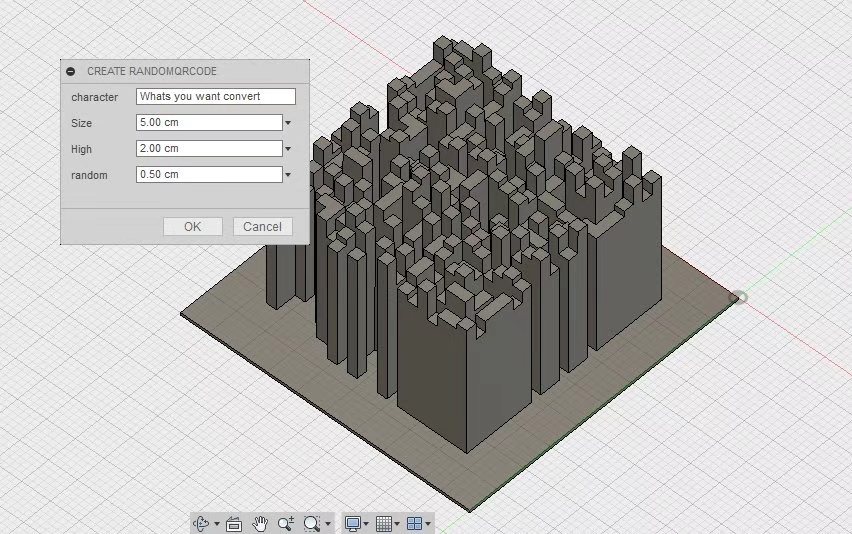 CREATE RANDOMQRCODE
character Whats you want convert
Size 5.00 cm
High 2.00 cm
random 0.50 cm
OK Cancel